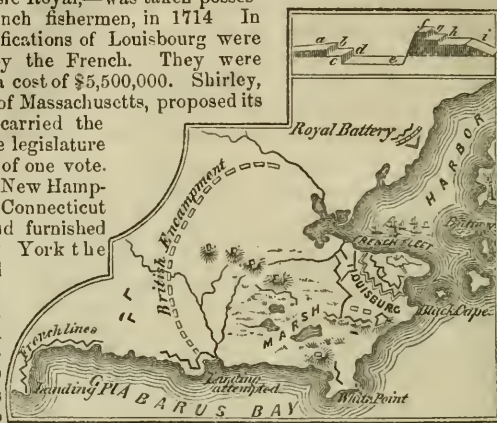 was taken posses-
nch fishermen, in 1714 In
fications of Louisbourg were
y the French. They were
a cost of $5,500,000. Shirley,
of Massachusetts, proposed its
carried the
e legislature
of one vote.
New Hamp-
Connecticut
d furnished
York the
a b c d e f g h i
Royal Battery
HARBOR
British Encampment
FRENCH FLEET
Battery
LOUISBURG
Black Cape
MARSH
French lines
Landing
Landing
attempted
GPIA BARUS BAY
White Point